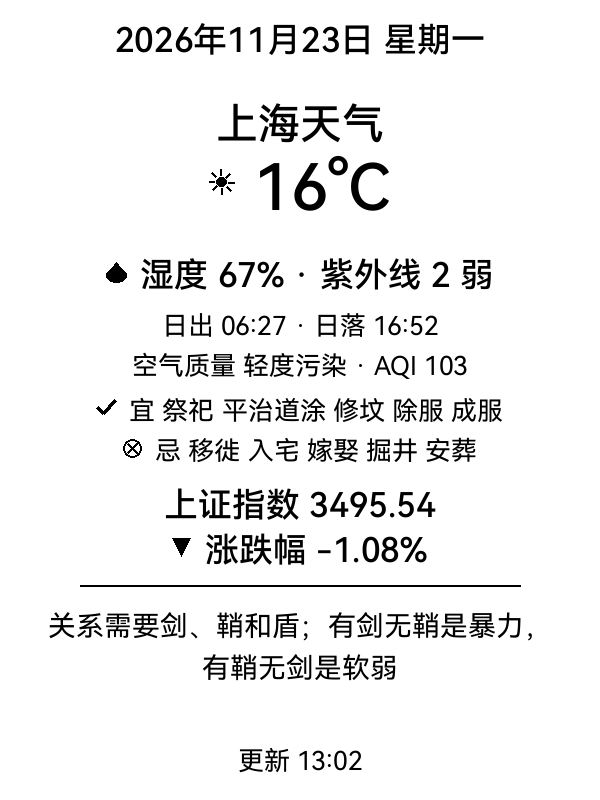 2026年11月23日 星期一
上海天气
16°C
湿度 67% · 紫外线 2 弱
日出 06:27 · 日落 16:52
空气质量 轻度污染 · AQI 103
宜 祭祀 平治道涂 修坟 除服 成服
忌 移徙 入宅 嫁娶 掘井 安葬
上证指数 3495.54
▼ 涨跌幅 -1.08%
关系需要剑、鞘和盾；有剑无鞘是暴力，
有鞘无剑是软弱
更新 13:02